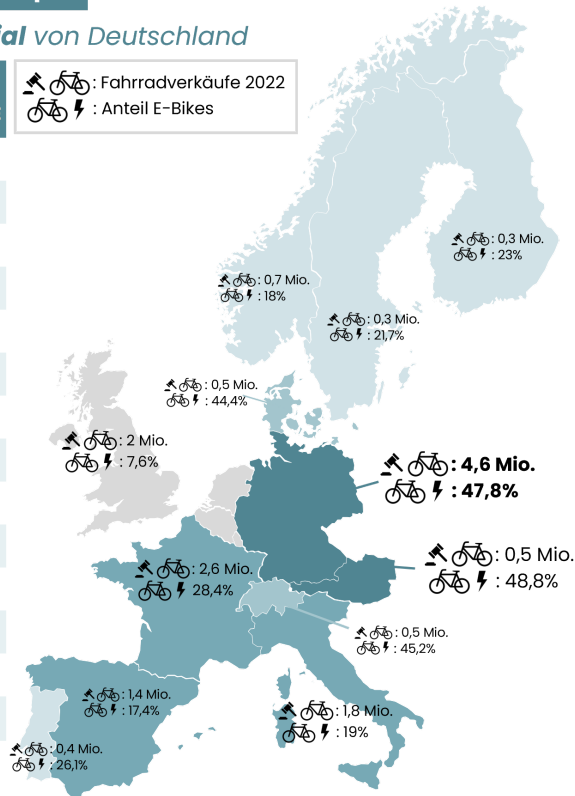 ial von Deutschland
: Fahrradverkäufe 2022
: Anteil E-Bikes
: 0,3 Mio.
: 23%
: 0,7 Mio.
: 18%
: 0,3 Mio.
: 21,7%
: 0,5 Mio.
: 44,4%
: 2 Mio.
: 7,6%
: 4,6 Mio.
: 47,8%
: 0,5 Mio.
: 48,8%
: 2,6 Mio.
28,4%
: 0,5 Mio.
: 45,2%
: 1,4 Mio.
: 17,4%
: 1,8 Mio.
: 19%
: 0,4 Mio.
: 26,1%